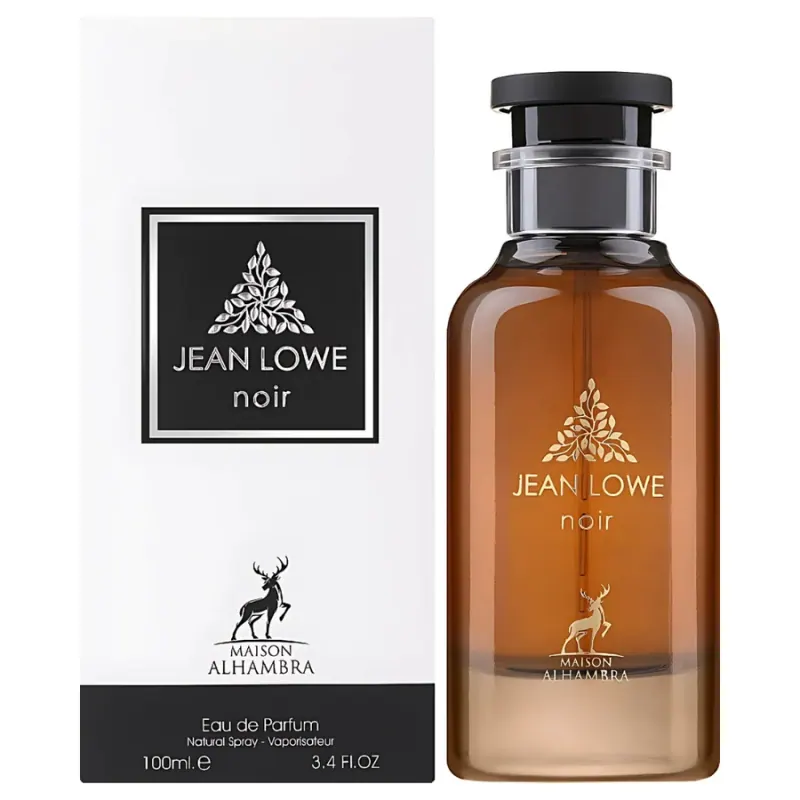 JEAN LOWE
noir
MAISON
ALHAMBRA
Eau de Parfum
Natural Spray - Vaporisateur
100ml. e 3.4 Fl.OZ
JEAN LOWE
noir
MAISON
ALHAMBRA